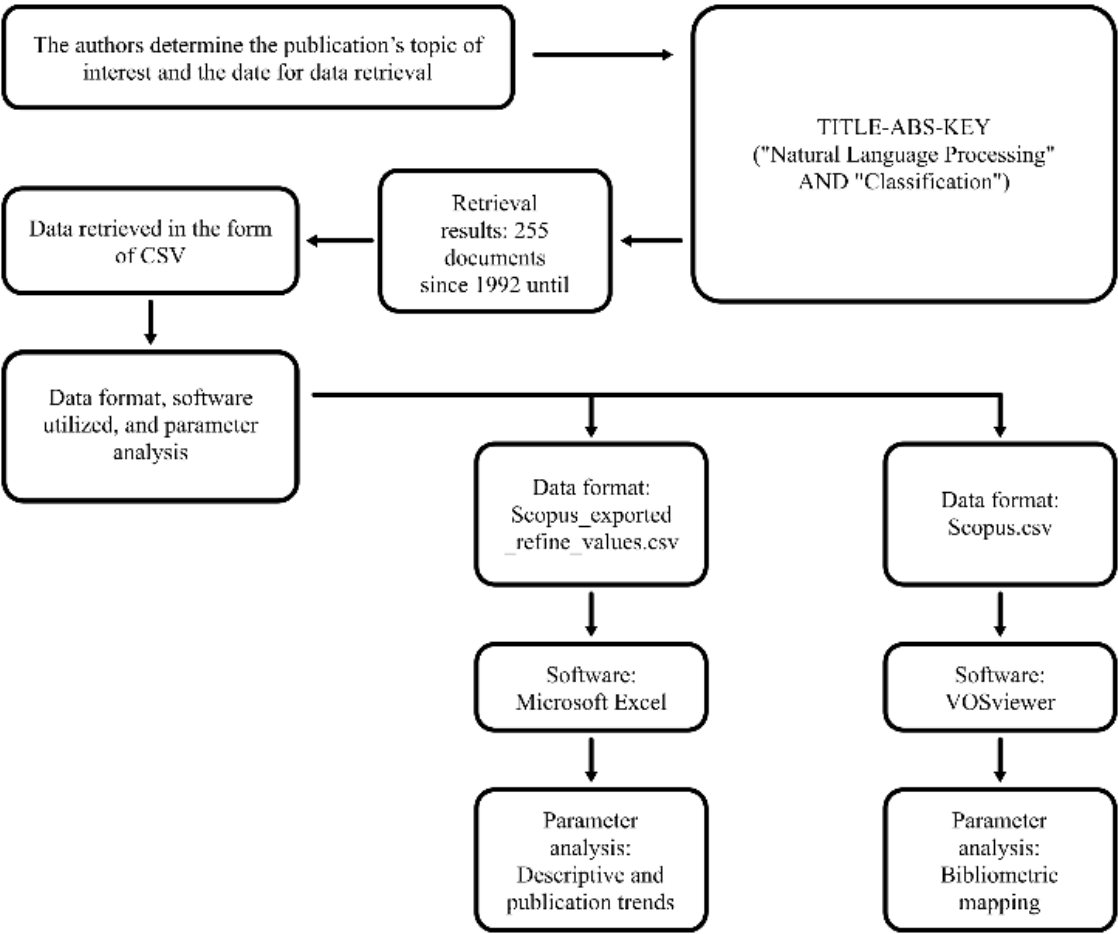 The authors determine the publication's topic of
interest and the date for data retrieval
TITLE-ABS-KEY
("Natural Language Processing"
AND "Classification")
Retrieval
results: 255
documents
since 1992 until
Data retrieved in the form
of CSV
Data format, software
utilized, and parameter
analysis
Data format:
Scopus_exported
_refine_values.csv
Software:
Microsoft Excel
Parameter
analysis:
Descriptive and
publication trends
Data format:
Scopus.csv
Software:
VOSviewer
Parameter
analysis:
Bibliometric
mapping